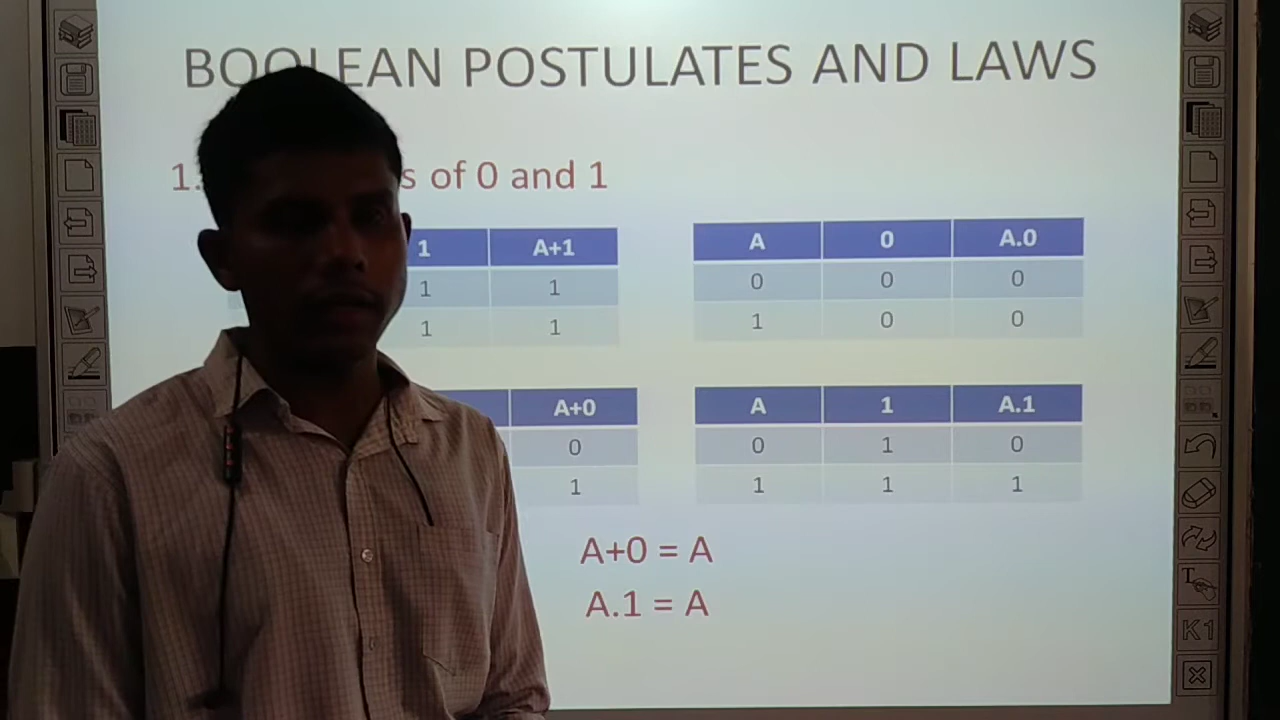 BOOLEAN POSTULATES AND LAWS
1. of 0 and 1
1 A+1
1 1
1 1
A 0 A.0
0 0 0
1 0 0
A+0
0
1
A 1 A.1
0 1 0
1 1 1
A+0 = A
A.1 = A
T
K1